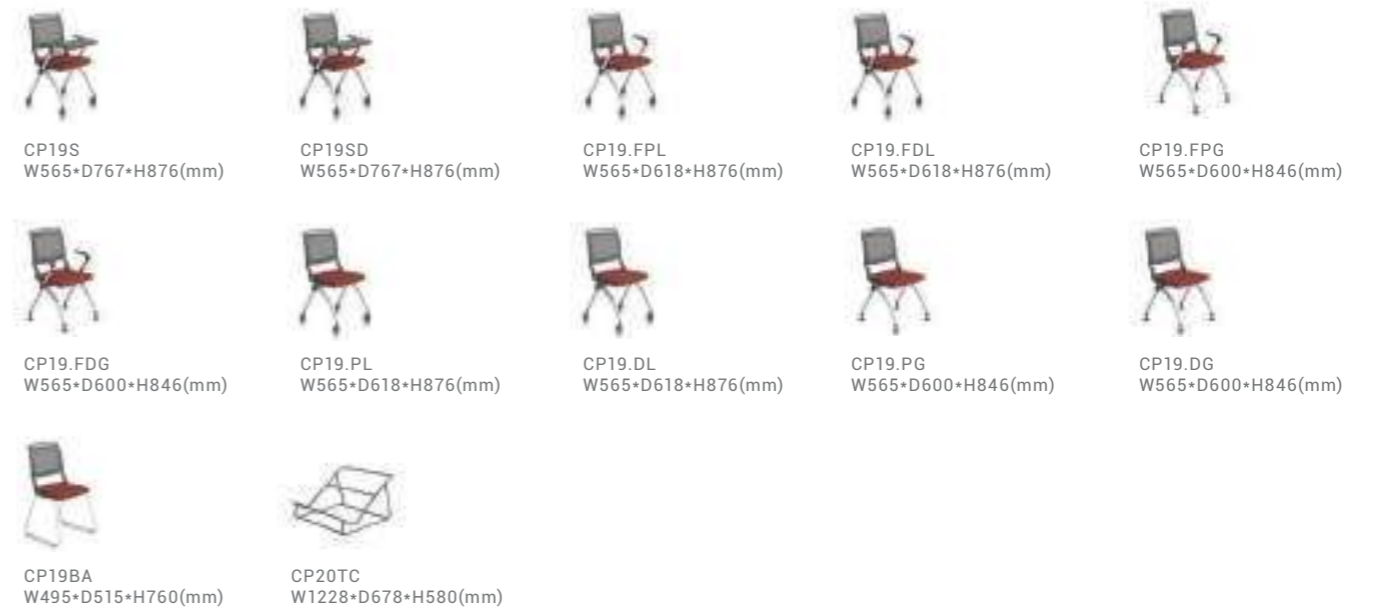 CP19S
W565*D767*H876(mm)
CP19SD
W565*D767*H876(mm)
CP19.FPL
W565*D618*H876(mm)
CP19.FDL
W565*D618*H876(mm)
CP19.FPG
W565*D600*H846(mm)
CP19.FDG
W565*D600*H846(mm)
CP19.PL
W565*D618*H876(mm)
CP19.DL
W565*D618*H876(mm)
CP19.PG
W565*D600*H846(mm)
CP19.DG
W565*D600*H846(mm)
CP19BA
W495*D515*H760(mm)
CP20TC
W1228*D678*H580(mm)